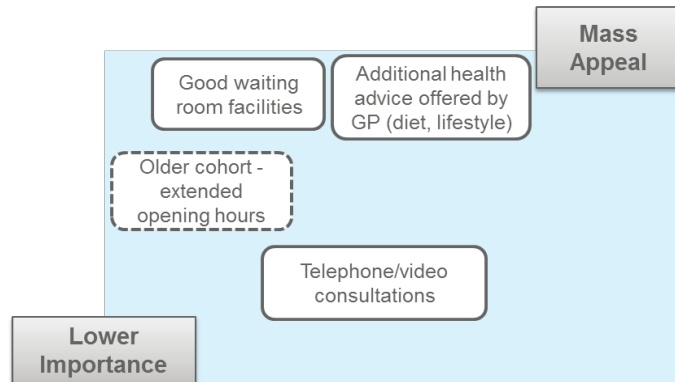 Mass
Appeal
Good waiting
room facilities
Additional health
advice offered by
GP (diet, lifestyle)
Older cohort -
extended
opening hours
Telephone/video
consultations
Lower
Importance